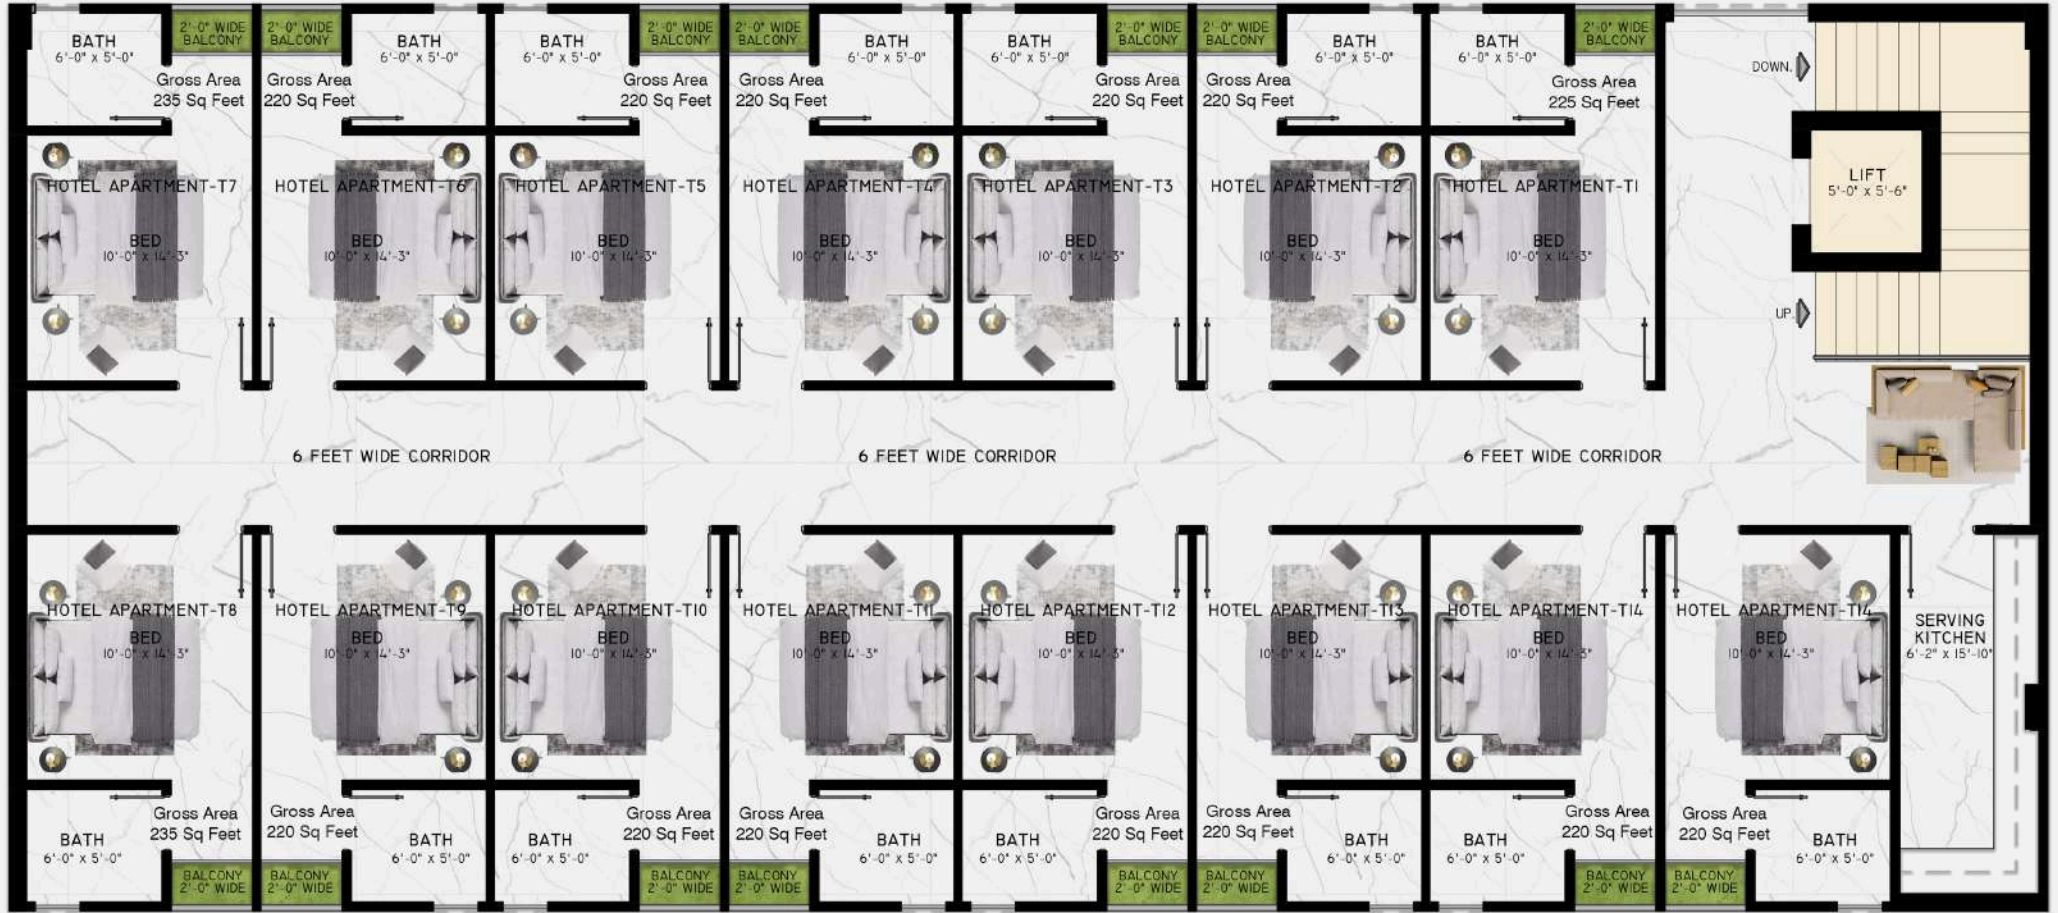 2'-0" WIDE
BALCONY
2'-0" WIDE
BALCONY
2'-0" WIDE
BALCONY
2'-0" WIDE
BALCONY
2'-0" WIDE
BALCONY
2'-0" WIDE
BALCONY
2'-0" WIDE
BALCONY
BATH
6'-0" x 5'-0"
BATH
6'-0" x 5'-0"
BATH
6'-0" x 5'-0"
BATH
6'-0" x 5'-0"
BATH
6'-0" x 5'-0"
BATH
6'-0" x 5'-0"
BATH
6'-0" x 5'-0"
DOWN.
Gross Area
235 Sq Feet
Gross Area
220 Sq Feet
Gross Area
220 Sq Feet
Gross Area
220 Sq Feet
Gross Area
220 Sq Feet
Gross Area
220 Sq Feet
Gross Area
225 Sq Feet
HOTEL APARTMENT-T7
HOTEL APARTMENT-T6
HOTEL APARTMENT-T5
HOTEL APARTMENT-T4
HOTEL APARTMENT-T3
HOTEL APARTMENT-T2
HOTEL APARTMENT-T1
LIFT
5'-0" x 5'-6"
BED
10'-0" x 14'-3"
BED
10'-0" x 14'-3"
BED
10'-0" x 14'-3"
BED
10'-0" x 14'-3"
BED
10'-0" x 14'-3"
BED
10'-0" x 14'-3"
BED
10'-0" x 14'-3"
UP.
6 FEET WIDE CORRIDOR
6 FEET WIDE CORRIDOR
6 FEET WIDE CORRIDOR
HOTEL APARTMENT-T8
HOTEL APARTMENT-T9
HOTEL APARTMENT-T10
HOTEL APARTMENT-T11
HOTEL APARTMENT-T12
HOTEL APARTMENT-T13
HOTEL APARTMENT-T14
HOTEL APARTMENT-T14
SERVING
KITCHEN
6'-2" x 15'-10"
BED
10'-0" x 14'-3"
BED
10'-0" x 14'-3"
BED
10'-0" x 14'-3"
BED
10'-0" x 14'-3"
BED
10'-0" x 14'-3"
BED
10'-0" x 14'-3"
BED
10'-0" x 14'-3"
BED
10'-0" x 14'-3"
Gross Area
235 Sq Feet
Gross Area
220 Sq Feet
Gross Area
220 Sq Feet
Gross Area
220 Sq Feet
Gross Area
220 Sq Feet
Gross Area
220 Sq Feet
Gross Area
220 Sq Feet
Gross Area
220 Sq Feet
BATH
6'-0" x 5'-0"
BATH
6'-0" x 5'-0"
BATH
6'-0" x 5'-0"
BATH
6'-0" x 5'-0"
BATH
6'-0" x 5'-0"
BATH
6'-0" x 5'-0"
BATH
6'-0" x 5'-0"
BATH
6'-0" x 5'-0"
BALCONY
2'-0" WIDE
BALCONY
2'-0" WIDE
BALCONY
2'-0" WIDE
BALCONY
2'-0" WIDE
BALCONY
2'-0" WIDE
BALCONY
2'-0" WIDE
BALCONY
2'-0" WIDE
BALCONY
2'-0" WIDE